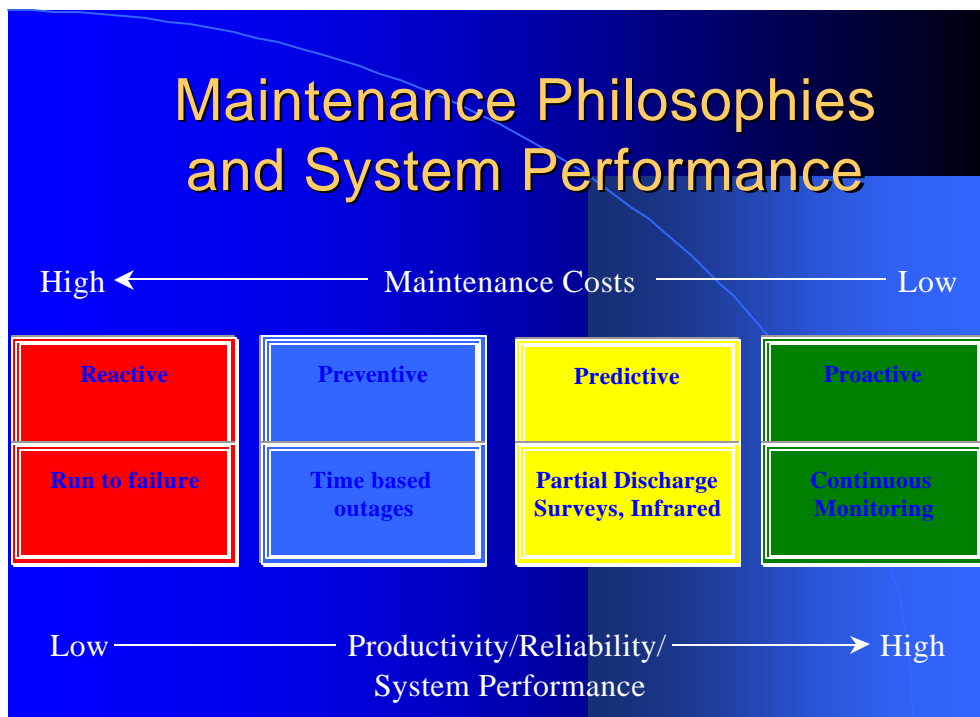 Maintenance Philosophies
and System Performance
High Maintenance Costs Low
Reactive Preventive Predictive Proactive
Run to failure Time based outages Partial Discharge Surveys, Infrared Continuous Monitoring
Low Productivity/Reliability/ High
System Performance